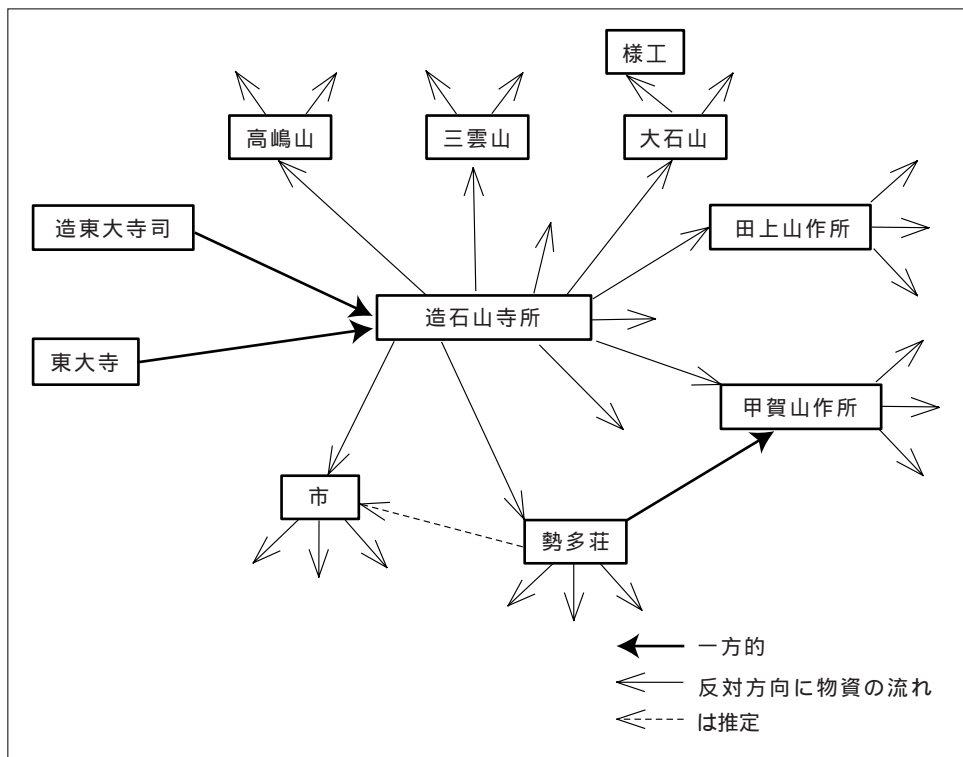 様工
高嶋山
三雲山
大石山
造東大寺司
田上山作所
造石山寺所
東大寺
甲賀山作所
市
勢多荘
一方的
反対方向に物資の流れ
は推定